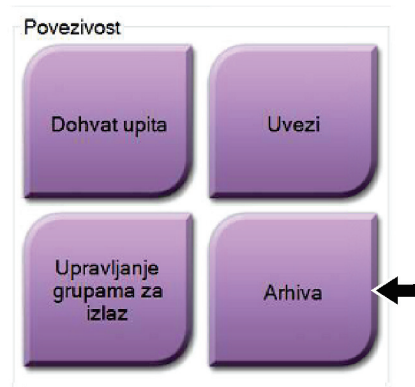 Povezivost
Dohvat upita
Uvezi
Upravljanje
grupama za
izlaz
Arhiva